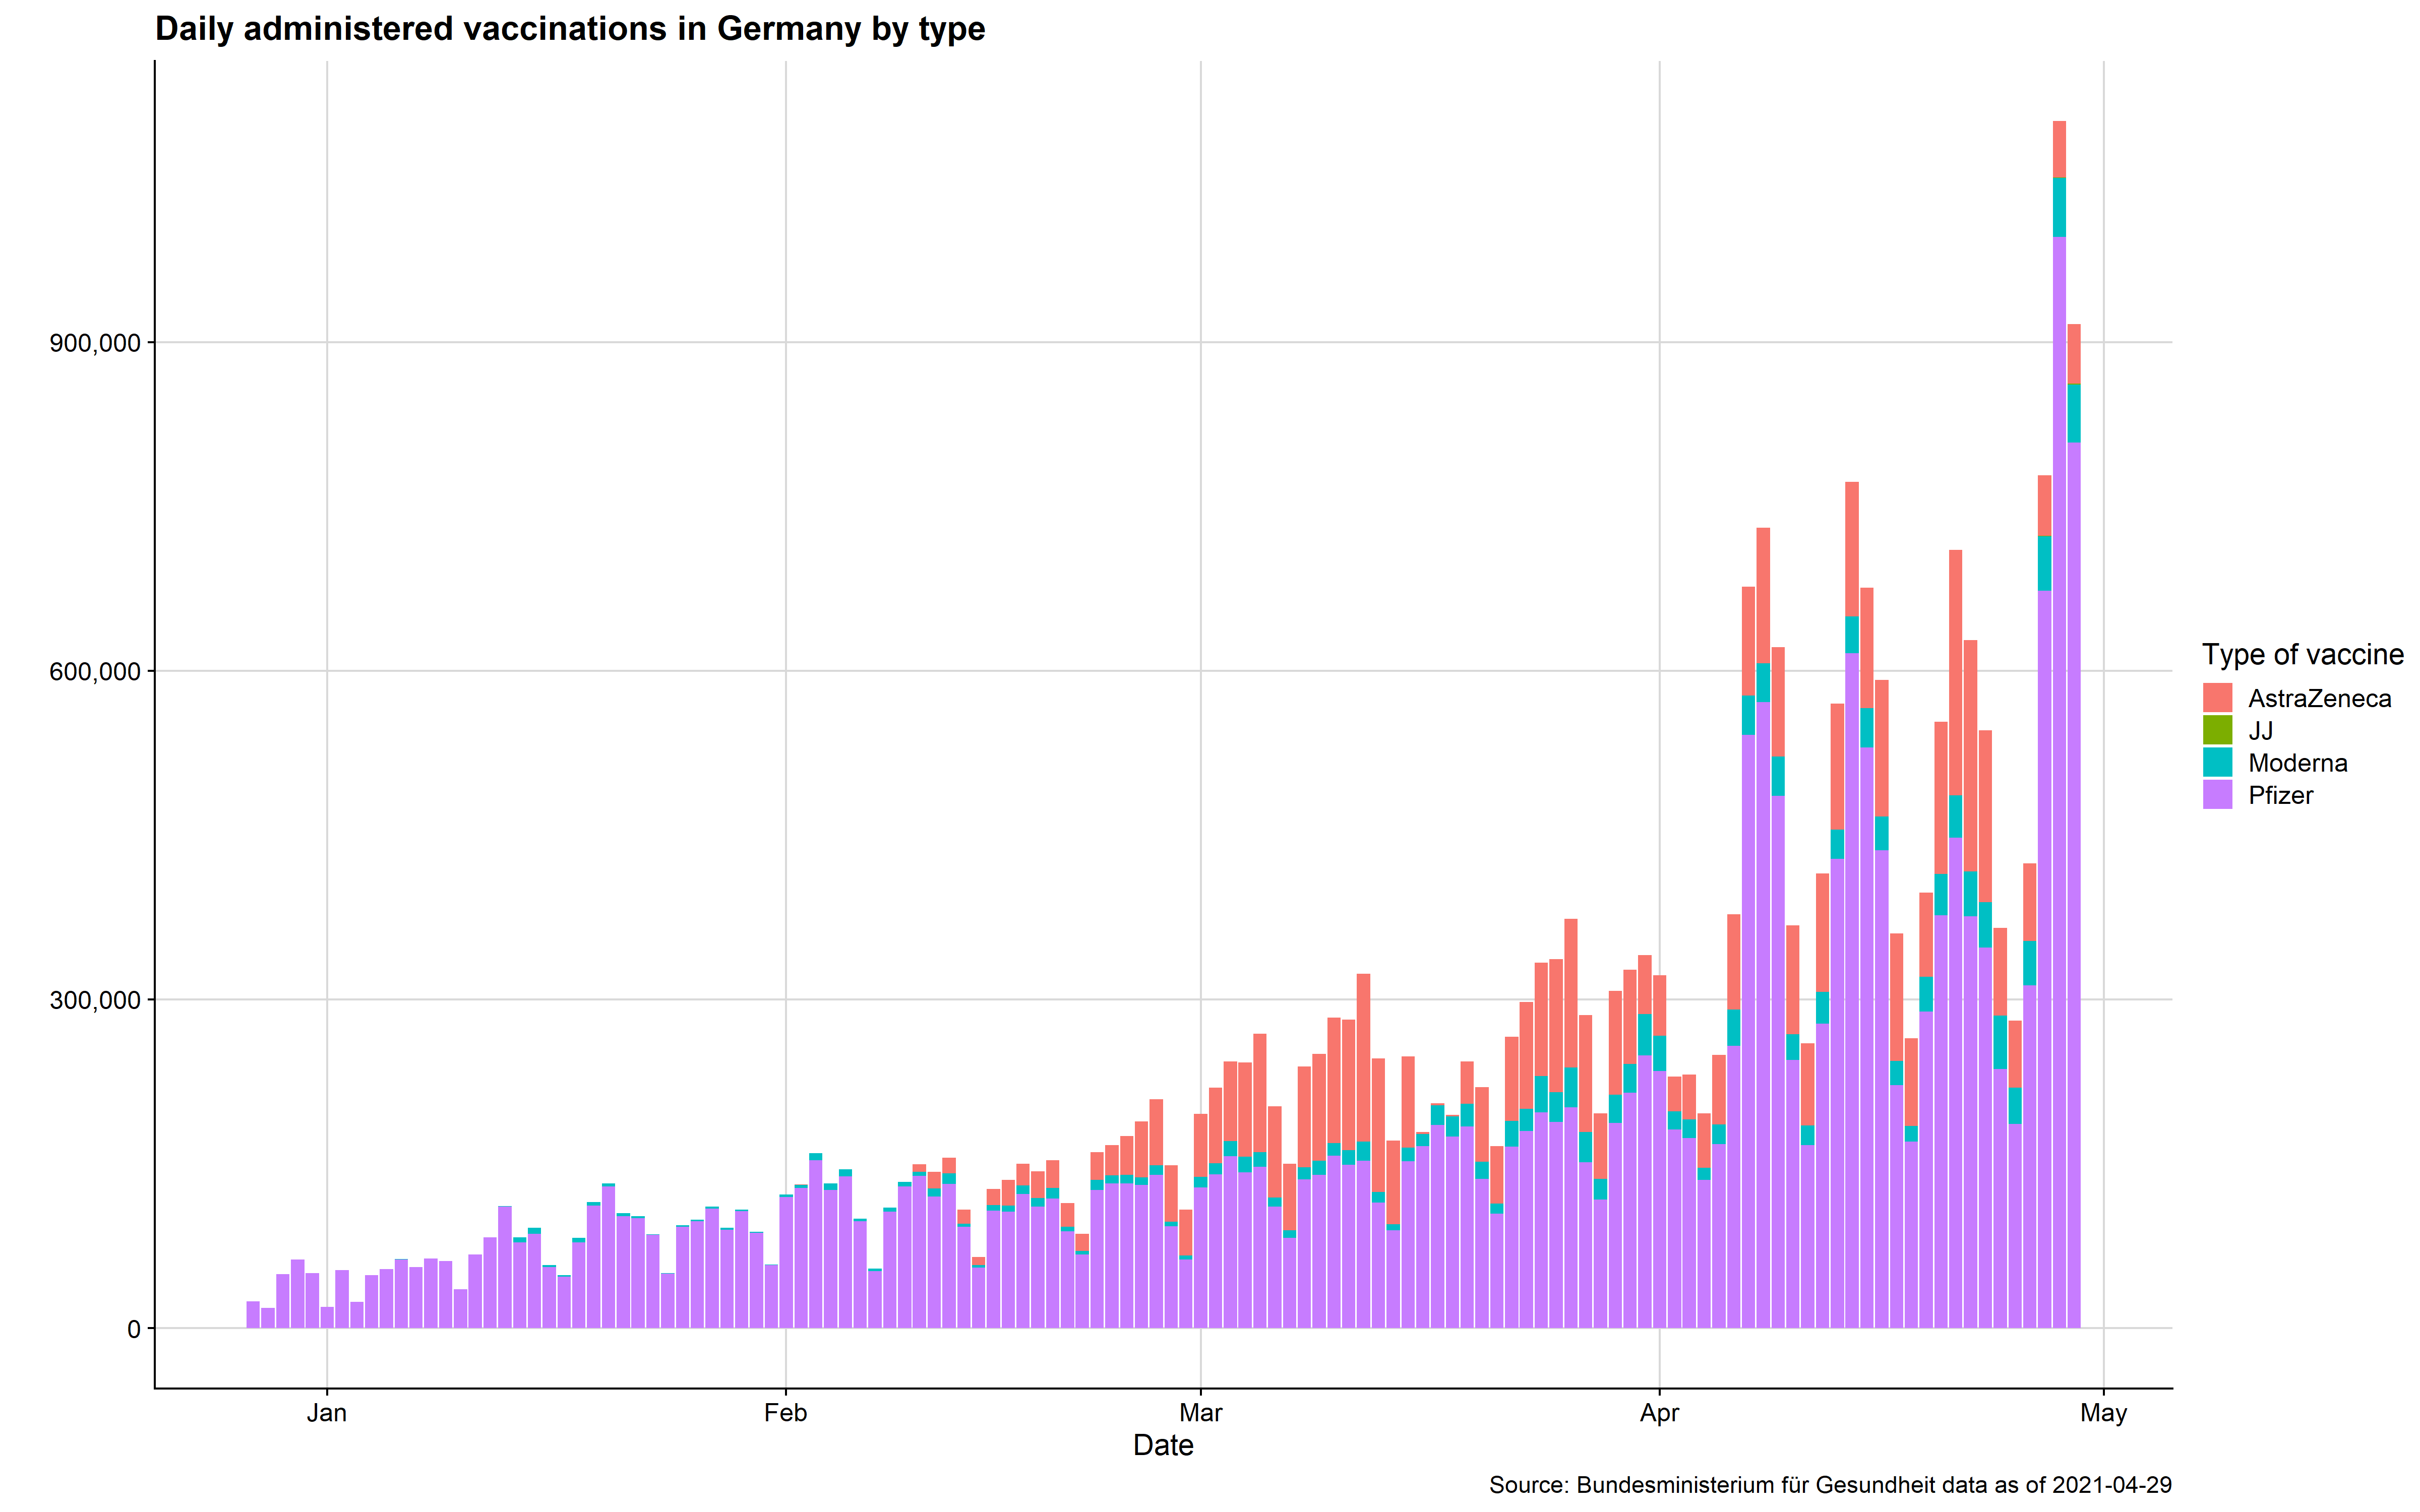 Daily administered vaccinations in Germany by type
900,000
600,000
300,000
0
Jan Feb Mar Apr May
Date
Type of vaccine
AstraZeneca
JJ
Moderna
Pfizer
Source: Bundesministerium für Gesundheit data as of 2021-04-29